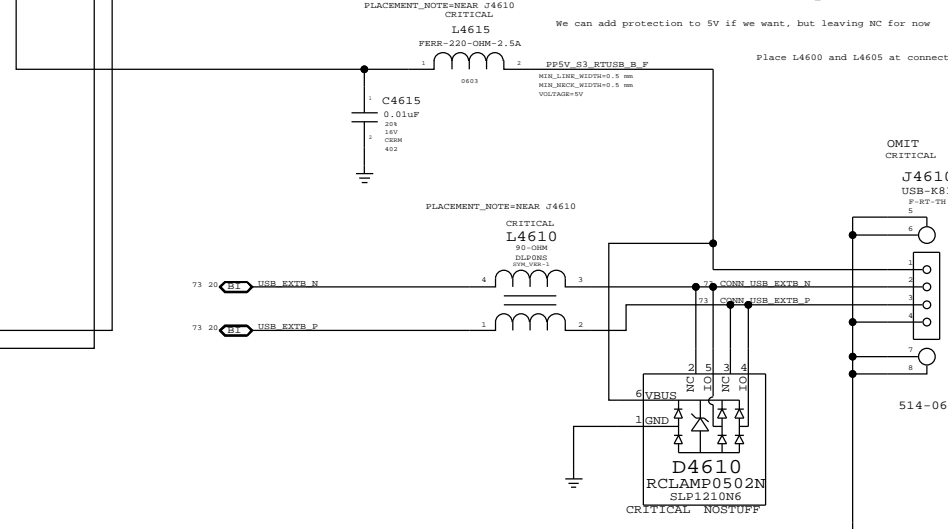 PLACEMENT_NOTE=NEAR J4610
CRITICAL
L4615
FERR-220-OHM-2.5A
1
2
0603
PP5V_S3_RTUSB_B_F
MIN_LINE_WIDTH=0.5 mm
MIN_NECK_WIDTH=0.5 mm
VOLTAGE=5V
We can add protection to 5V if we want, but leaving NC for now
Place L4600 and L4605 at connect
1
C4615
0.01uF
20%
16V
CERM
402
2
OMIT
CRITICAL
J4610
USB-K8
F-RT-TH
5
6
1
2
3
4
7
8
514-06
PLACEMENT_NOTE=NEAR J4610
CRITICAL
L4610
90-OHM
DLP0NS
SYM_VER-1
4
3
1
2
73 20
BI
USB_EXTB_N
73 20
BI
USB_EXTB_P
73
CONN_USB_EXTB_N
73
CONN_USB_EXTB_P
2
5
3
4
NC
IO
NC
IO
6
VBUS
1
GND
D4610
RCLAMP0502N
SLP1210N6
CRITICAL NOSTUFF